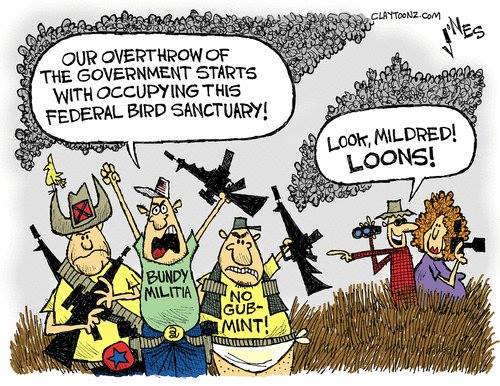 CLAYTOONZ.COM
JONES
OUR OVERTHROW OF
THE GOVERNMENT STARTS
WITH OCCUPYING THIS
FEDERAL BIRD SANCTUARY!
LOOK, MILDRED!
LOONS!
BUNDY
MILITIA
NO
GUB-
MINT!